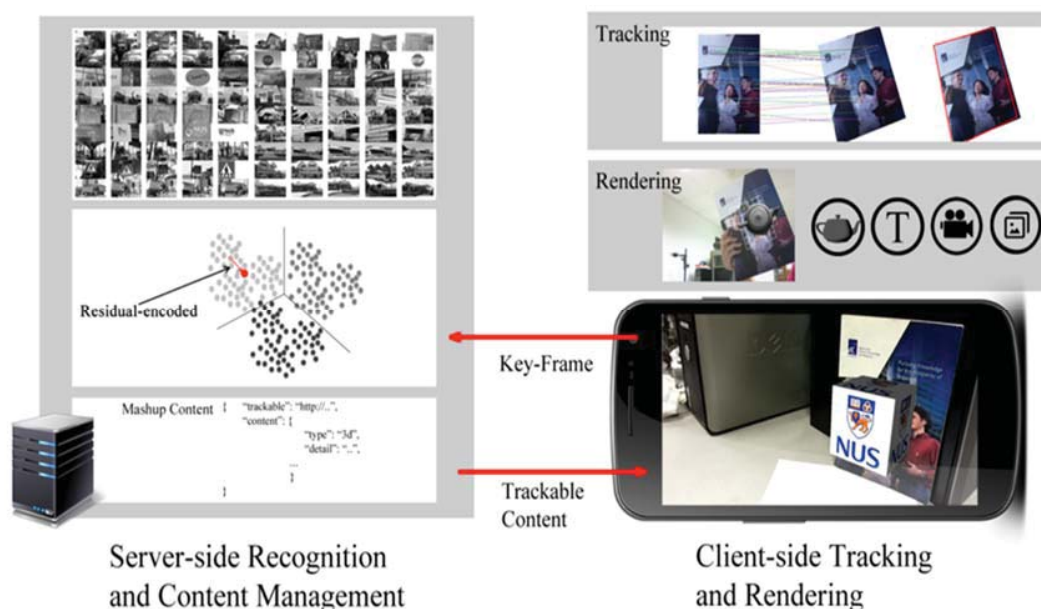 Residual-encoded
Mashup Content
{ “trackable”: “http://..”,
“content”: {
“type”: “3d”,
“detail”: “..”,
...
}
}
Server-side Recognition
and Content Management
Key-Frame
Trackable
Content
Tracking
Rendering
T
DELL
NUS
Client-side Tracking
and Rendering